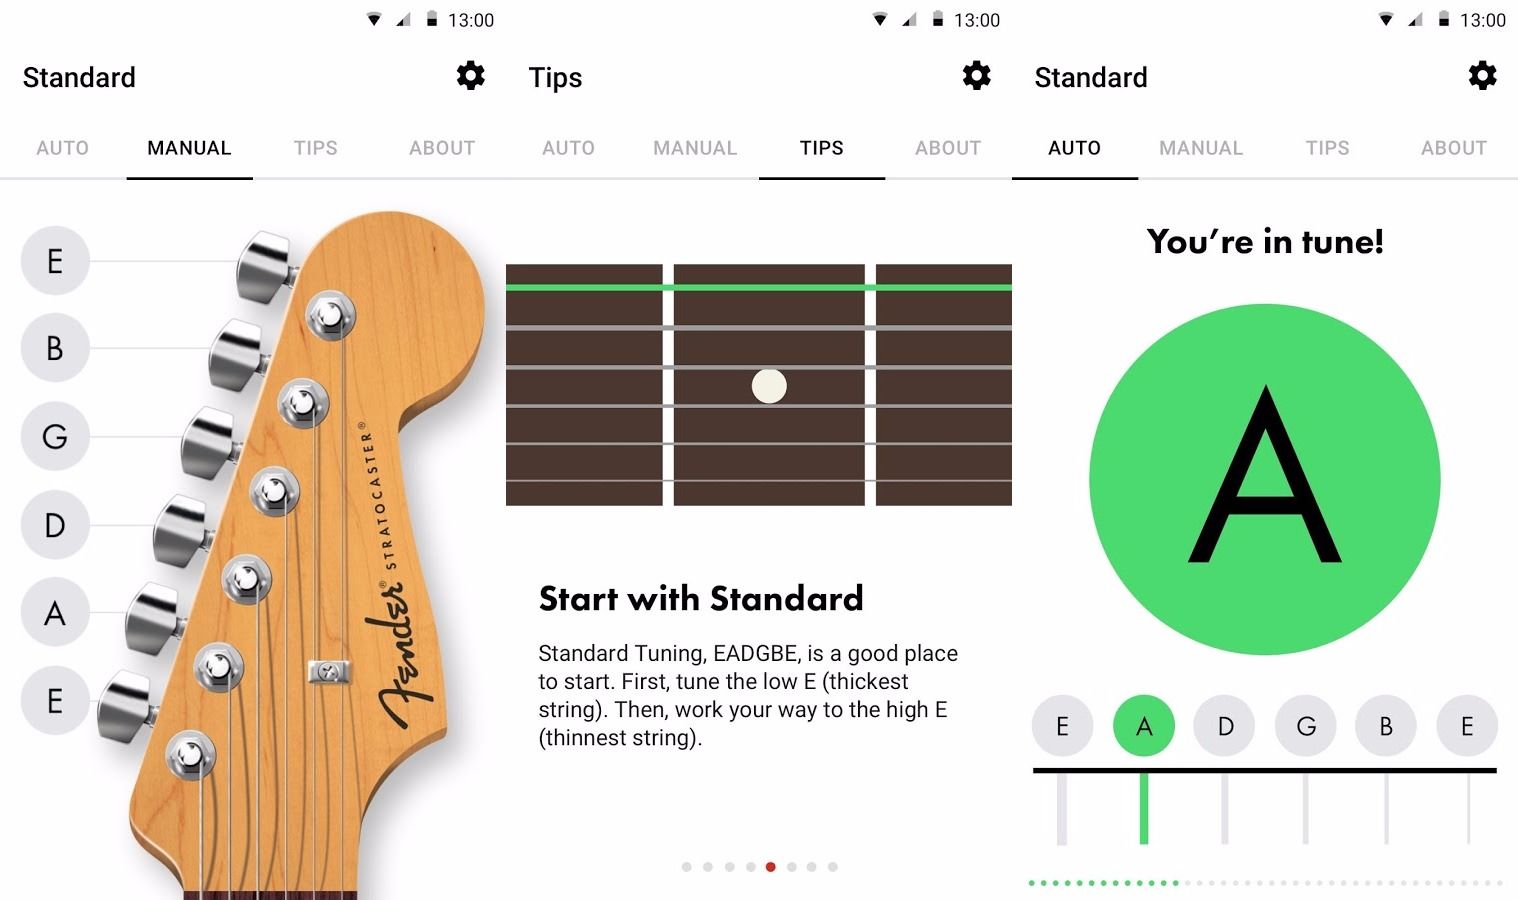 13:00
Standard
AUTO MANUAL TIPS ABOUT
E
B
G
D
A
E
Fender® STRATOCASTER®
13:00
Tips
AUTO MANUAL TIPS ABOUT
Start with Standard
Standard Tuning, EADGBE, is a good place
to start. First, tune the low E (thickest
string). Then, work your way to the high E
(thinnest string).
13:00
Standard
AUTO MANUAL TIPS ABOUT
You’re in tune!
A
E A D G B E